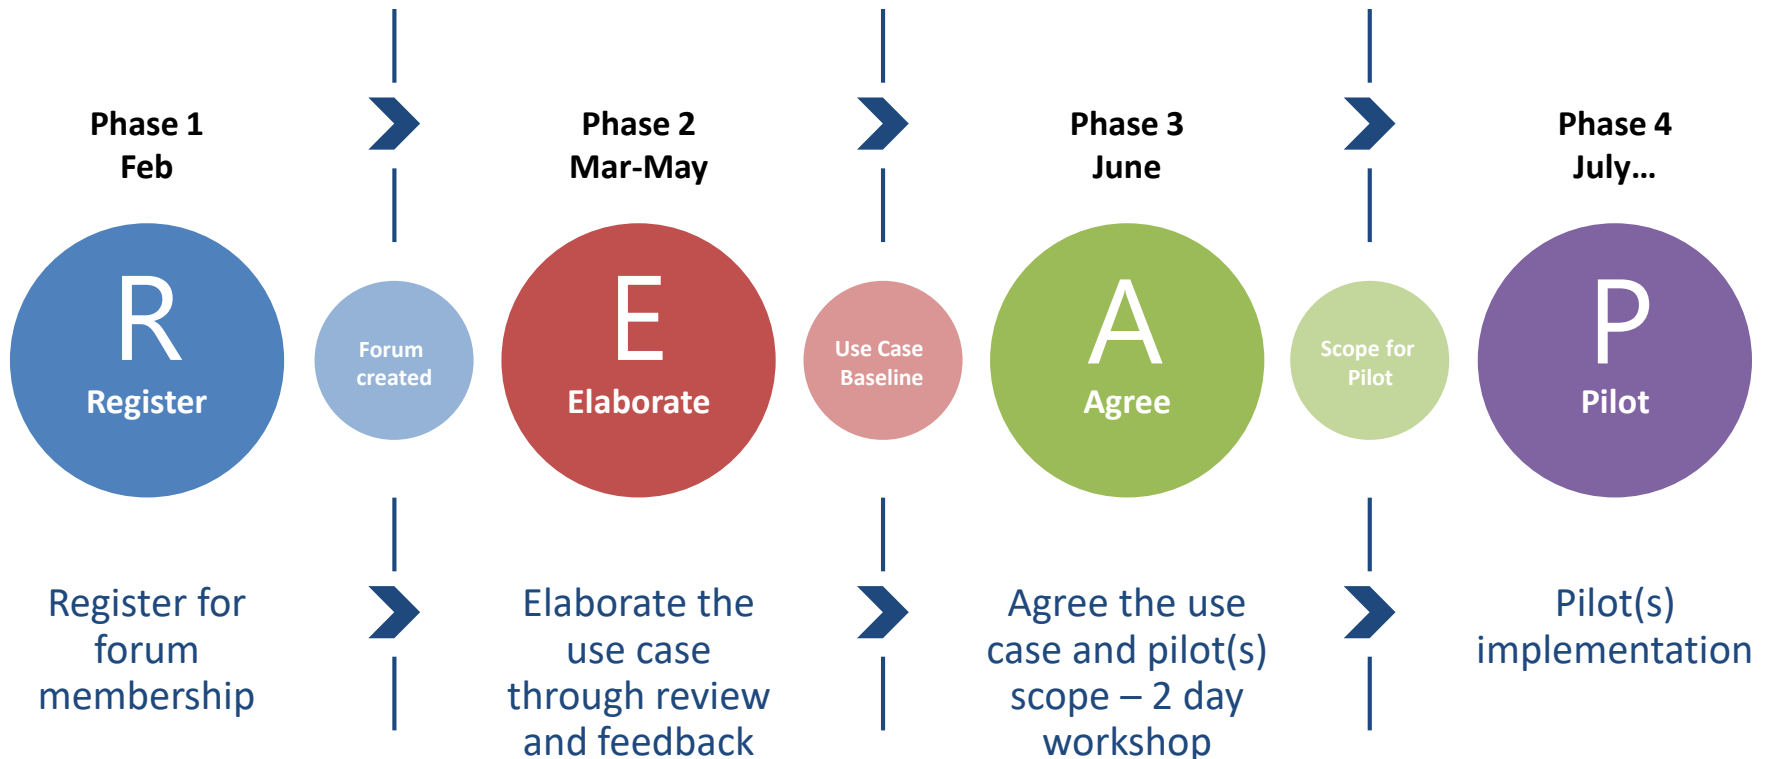 Phase 1
Feb
Phase 2
Mar-May
Phase 3
June
Phase 4
July…
R
Register
Forum
created
E
Elaborate
Use Case
Baseline
A
Agree
Scope for
Pilot
P
Pilot
Register for
forum
membership
Elaborate the
use case
through review
and feedback
Agree the use
case and pilot(s)
scope – 2 day
workshop
Pilot(s)
implementation